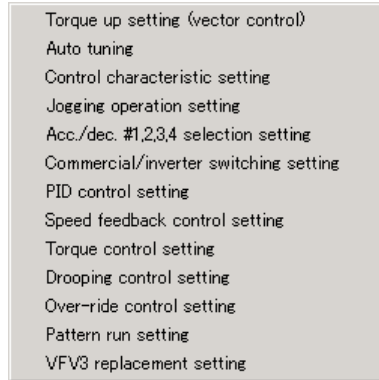 Torque up setting (vector control)
Auto tuning
Control characteristic setting
Jogging operation setting
Acc./dec. #1,2,3,4 selection setting
Commercial/inverter switching setting
PID control setting
Speed feedback control setting
Torque control setting
Drooping control setting
Over-ride control setting
Pattern run setting
VFV3 replacement setting